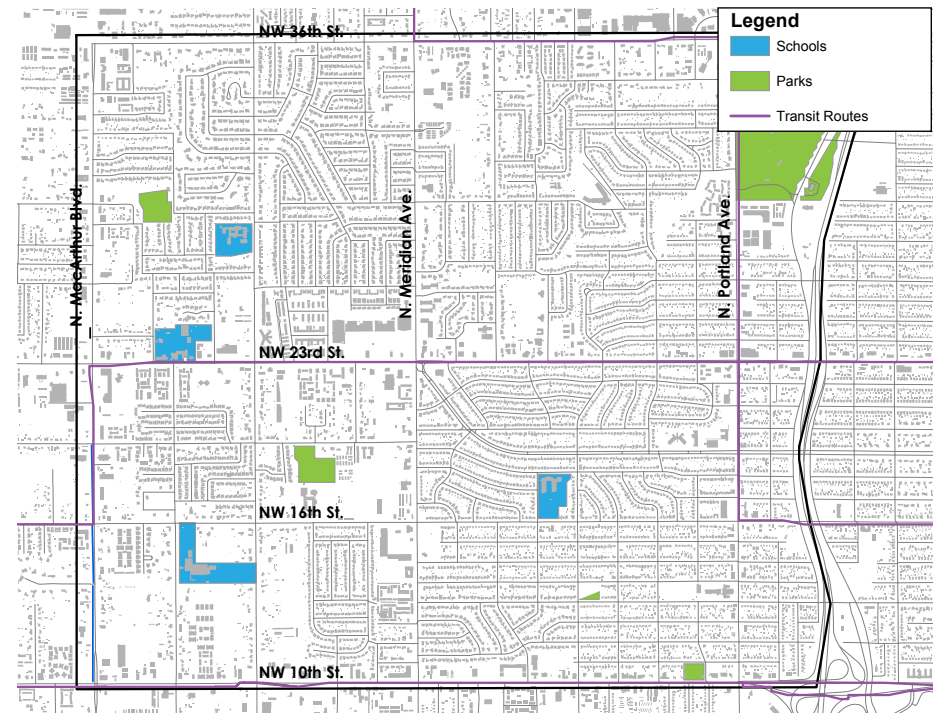 Legend
Schools
Parks
Transit Routes
NW 36th St.
N. MacArthur Blvd.
N. Meridian Ave.
N. Portland Ave.
NW 23rd St.
NW 16th St.
NW 10th St.